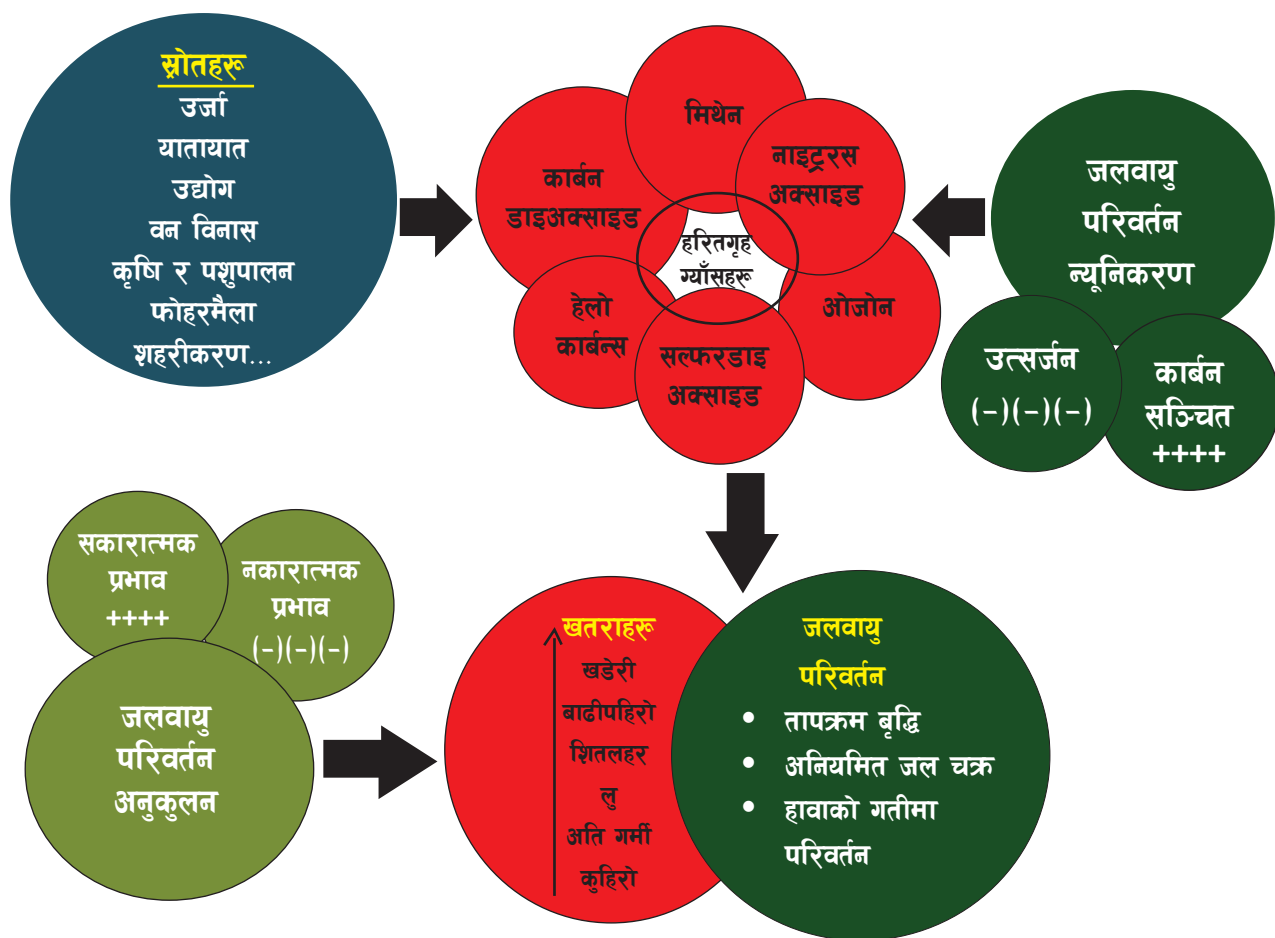 स्रोतहरू
उर्जा
यातायात
उद्योग
वन विनास
कृषि र पशुपालन
फोहरमैला
शहरीकरण...
मिथेन
कार्बन
डाइअक्साइड
नाइट्रस
अक्साइड
हरितगृह
ग्याँसहरू
हेलो
कार्बन्स
सल्फरडाइ
अक्साइड
ओजोन
जलवायु
परिवर्तन
न्यूनिकरण
उत्सर्जन
(-)(-)(-)
कार्बन
सञ्चित
++++
सकारात्मक
प्रभाव
++++
नकारात्मक
प्रभाव
(-)(-)(-)
जलवायु
परिवर्तन
अनुकुलन
खतराहरू
खडेरी
बाढीपहिरो
शितलहर
लु
अति गर्मी
कुहिरो
जलवायु
परिवर्तन
• तापक्रम बृद्धि
• अनियमित जल चक्र
• हावाको गतीमा
परिवर्तन